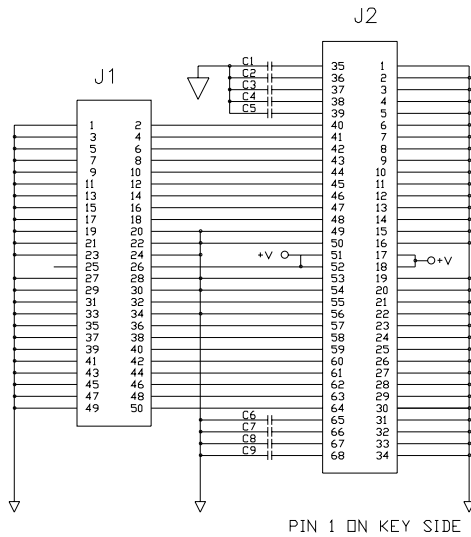 J2
J1
C1 35 1
C2 36 2
C3 37 3
C4 38 4
C5 39 5
1 2 40 6
3 4 41 7
5 6 42 8
7 8 43 9
9 10 44 10
11 12 45 11
13 14 46 12
15 16 47 13
17 18 48 14
19 20 49 15
21 22 50 16
23 24 +V 51 17
25 26 52 18 +V
27 28 53 19
29 30 54 20
31 32 55 21
33 34 56 22
35 36 57 23
37 38 58 24
39 40 59 25
41 42 60 26
43 44 61 27
45 46 62 28
47 48 63 29
49 50 64 30
C6 65 31
C7 66 32
C8 67 33
C9 68 34
PIN 1 ON KEY SIDE